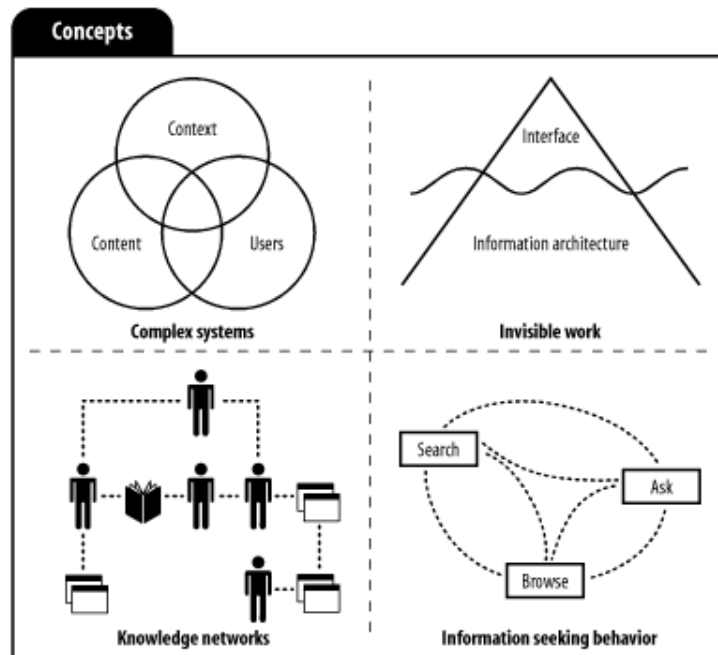 Concepts
Context
Content
Users
Complex systems
Interface
Information architecture
Invisible work
Knowledge networks
Search
Ask
Browse
Information seeking behavior